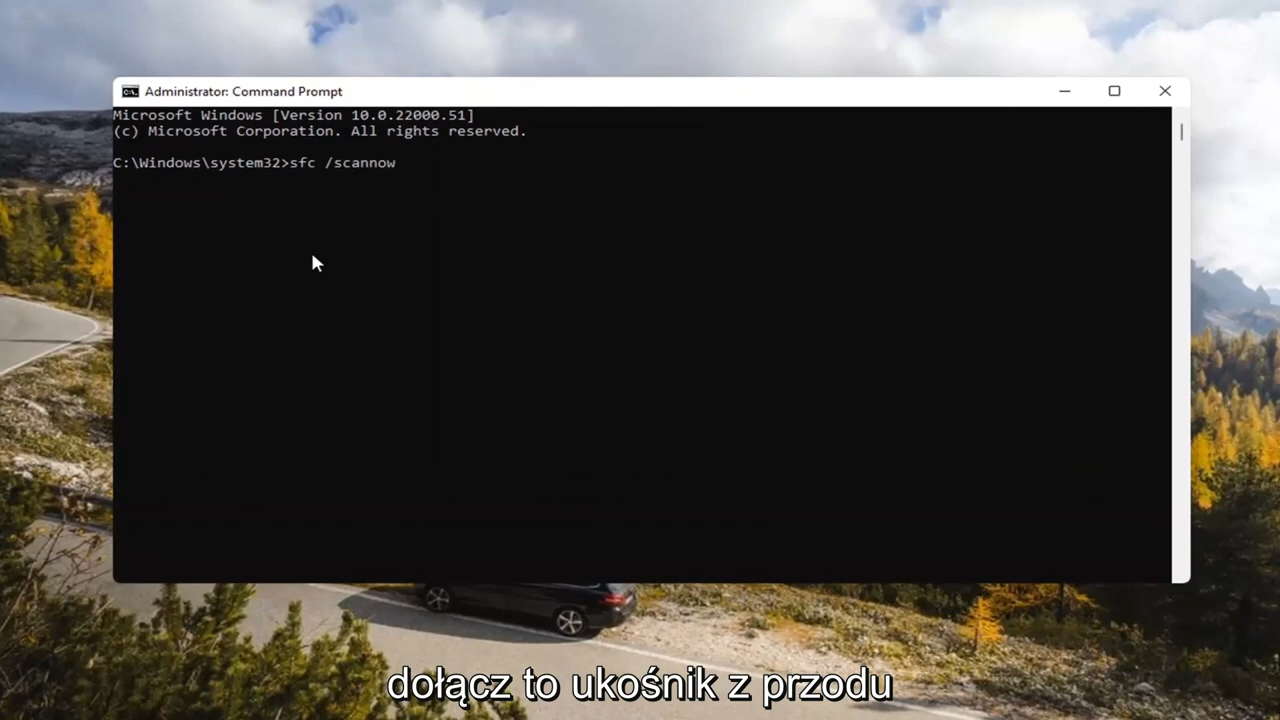 Administrator: Command Prompt
Microsoft Windows [Version 10.0.22000.51]
(c) Microsoft Corporation. All rights reserved.
C:\Windows\system32>sfc /scannow
dołącz to ukośnik z przodu